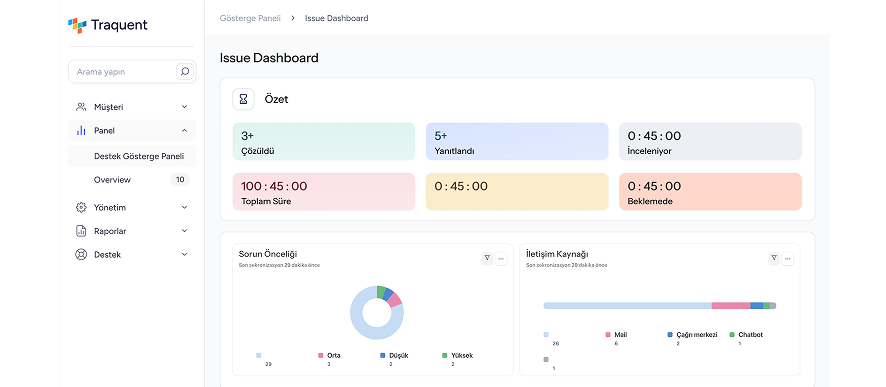 Traquent
Gösterge Paneli > Issue Dashboard
Arama yapın
Müşteri
Panel
Destek Gösterge Paneli
Overview 10
Yönetim
Raporlar
Destek
Issue Dashboard
Özet
3+
Çözüldü
5+
Yanıtlandı
0 : 45 : 00
İnceleniyor
100 : 45 : 00
Toplam Süre
0 : 45 : 00
0 : 45 : 00
Beklemede
Sorun Önceliği
Son sekronizasyon 29 dakika önce
29
Orta
3
Düşük
2
Yüksek
2
İletişim Kaynağı
Son sekronizasyon 29 dakika önce
26
Mail
6
Çağrı merkezi
2
Chatbot
1
1